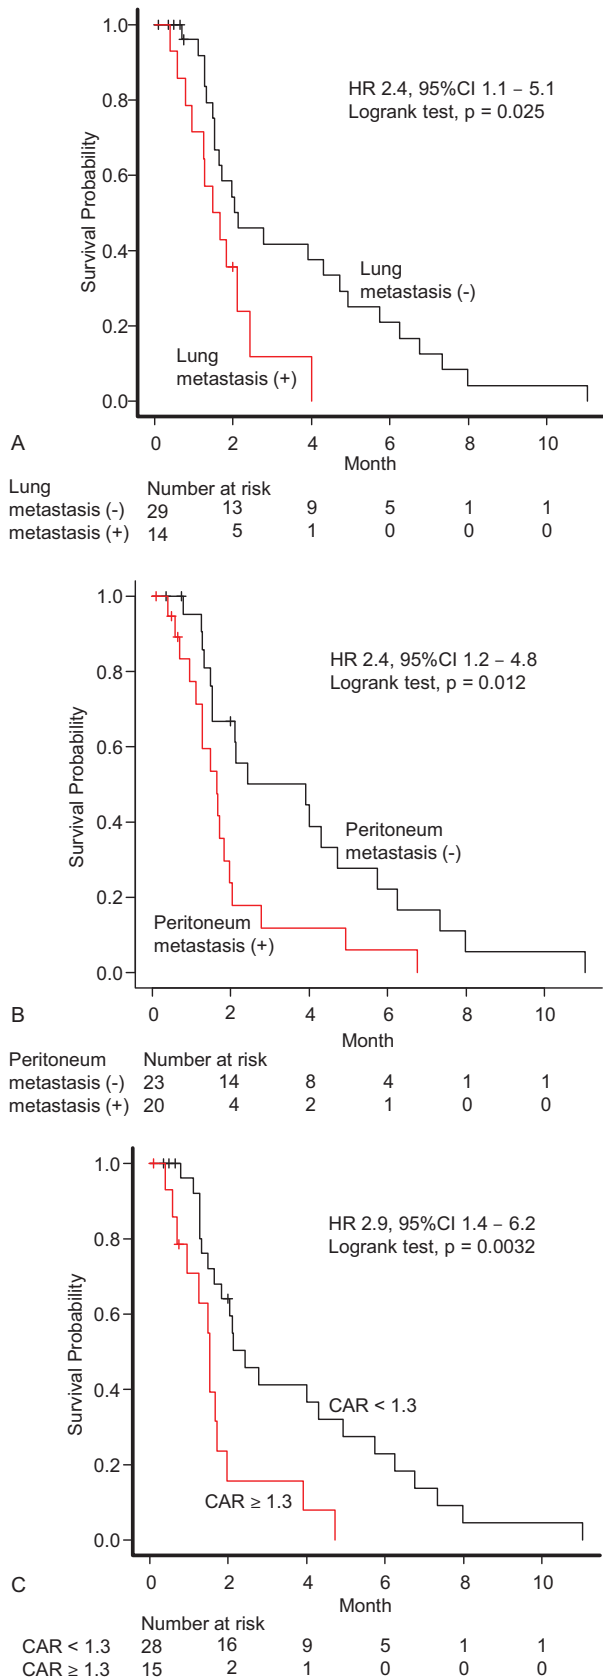 1.0
0.8
0.6
0.4
0.2
0.0
Survival Probability
HR 2.4, 95%CI 1.1 – 5.1
Logrank test, p = 0.025
Lung
metastasis (-)
Lung
metastasis (+)
A
0 2 4 6 8 10
Month
Lung Number at risk
metastasis (-) 29 13 9 5 1 1
metastasis (+) 14 5 1 0 0 0
1.0
0.8
0.6
0.4
0.2
0.0
Survival Probability
HR 2.4, 95%CI 1.2 – 4.8
Logrank test, p = 0.012
Peritoneum
metastasis (-)
Peritoneum
metastasis (+)
B
0 2 4 6 8 10
Month
Peritoneum Number at risk
metastasis (-) 23 14 8 4 1 1
metastasis (+) 20 4 2 1 0 0
1.0
0.8
0.6
0.4
0.2
0.0
Survival Probability
HR 2.9, 95%CI 1.4 – 6.2
Logrank test, p = 0.0032
CAR < 1.3
CAR ≥ 1.3
C
0 2 4 6 8 10
Month
Number at risk
CAR < 1.3 28 16 9 5 1 1
CAR ≥ 1.3 15 2 1 0 0 0